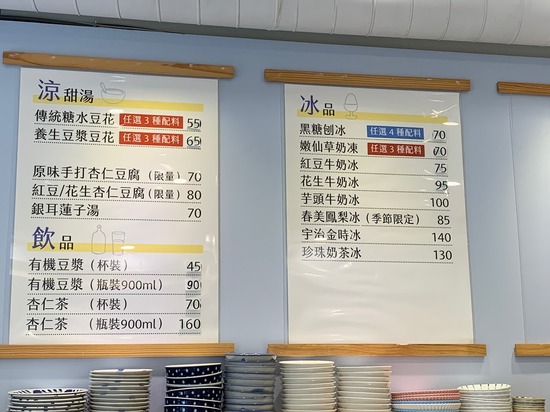 涼 甜湯
傳統糖水豆花 任選3種配料 55
養生豆漿豆花 任選3種配料 65
原味手打杏仁豆腐(限量) 70
紅豆/花生杏仁豆腐(限量) 80
銀耳蓮子湯 70
飲 品
有機豆漿 (杯裝) 45
有機豆漿 (瓶裝900ml) 90
杏仁茶 (杯裝) 70
杏仁茶 (瓶裝900ml) 160
冰 品
黑糖刨冰 任選4種配料 70
嫩仙草奶凍 任選3種配料 70
紅豆牛奶冰 75
花生牛奶冰 95
芋頭牛奶冰 100
春美鳳梨冰(季節限定) 85
宇治金時冰 140
珍珠奶茶冰 130